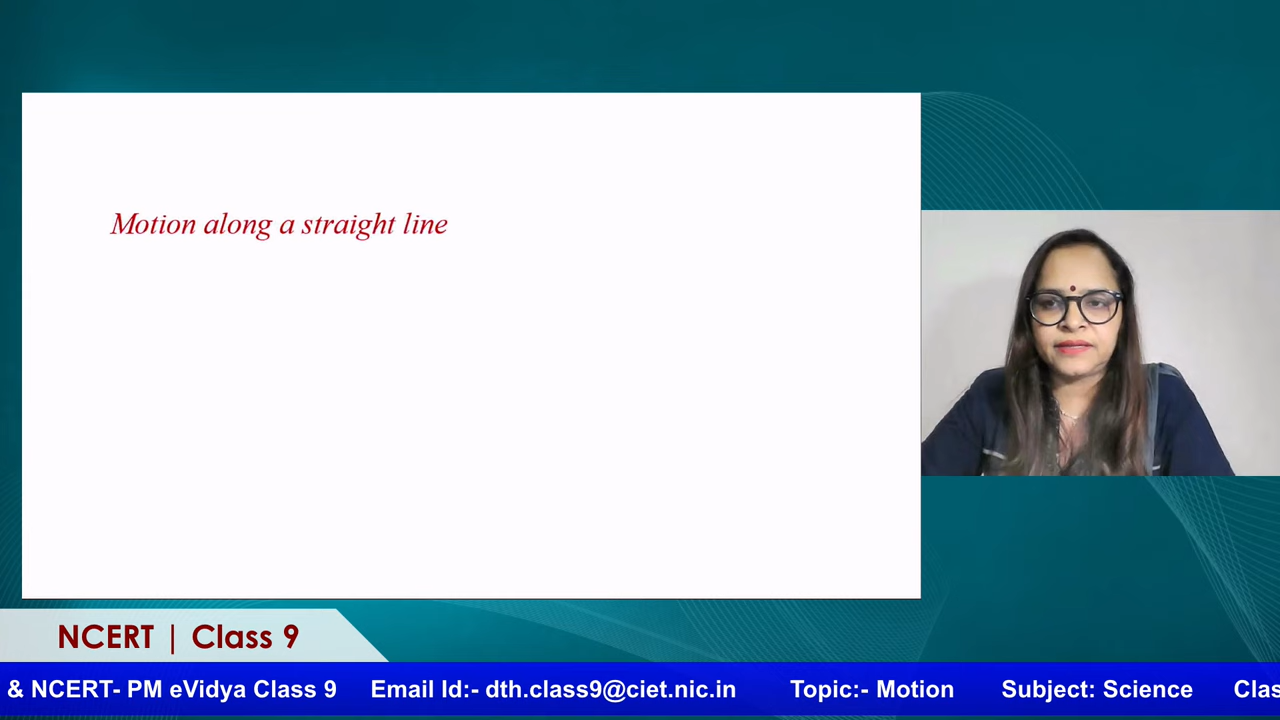 Motion along a straight line
NCERT | Class 9
& NCERT- PM eVidya Class 9 Email Id:- dth.class9@ciet.nic.in Topic:- Motion Subject: Science Clas